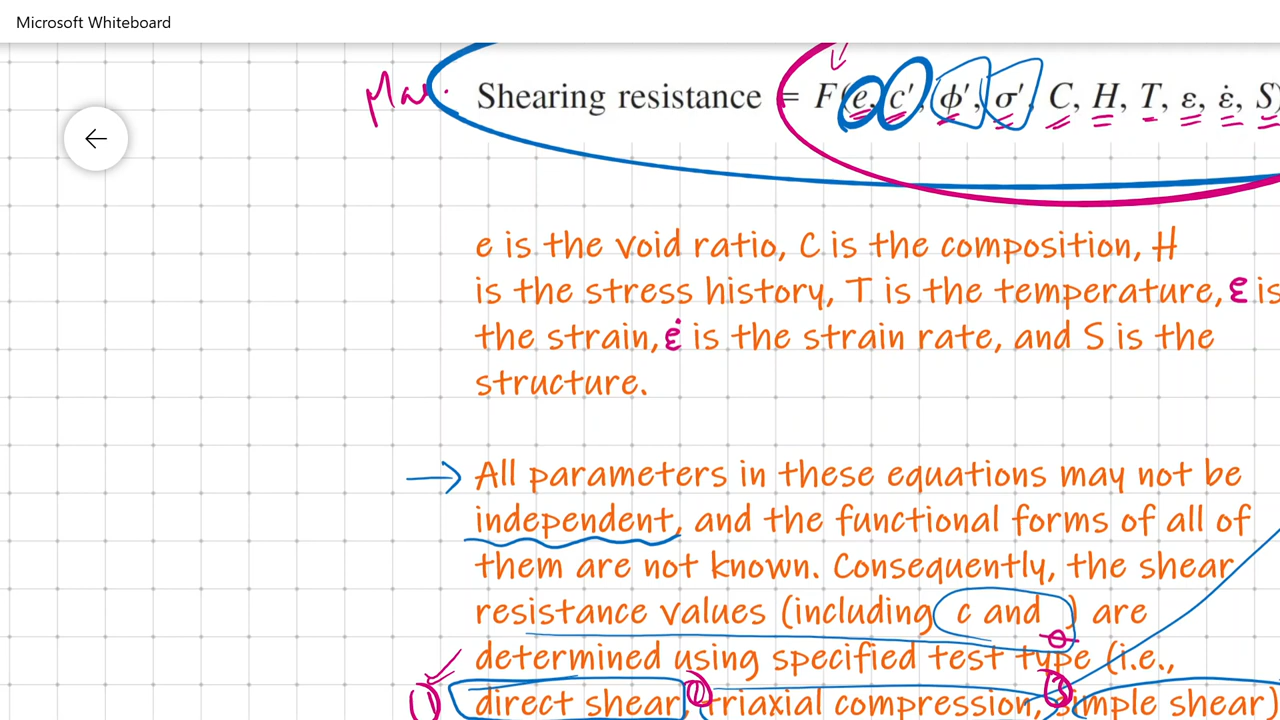 Microsoft Whiteboard
Shearing resistance = F(e, c′, ϕ′, σ′, C, H, T, ε, ε̇, S)
e is the void ratio, C is the composition, H
is the stress history, T is the temperature, ε is
the strain, ε̇ is the strain rate, and S is the
structure.
→ All parameters in these equations may not be
independent, and the functional forms of all of
them are not known. Consequently, the shear
resistance values (including c and ) are
determined using specified test type (i.e.,
① direct shear, ② triaxial compression, ③ simple shear)